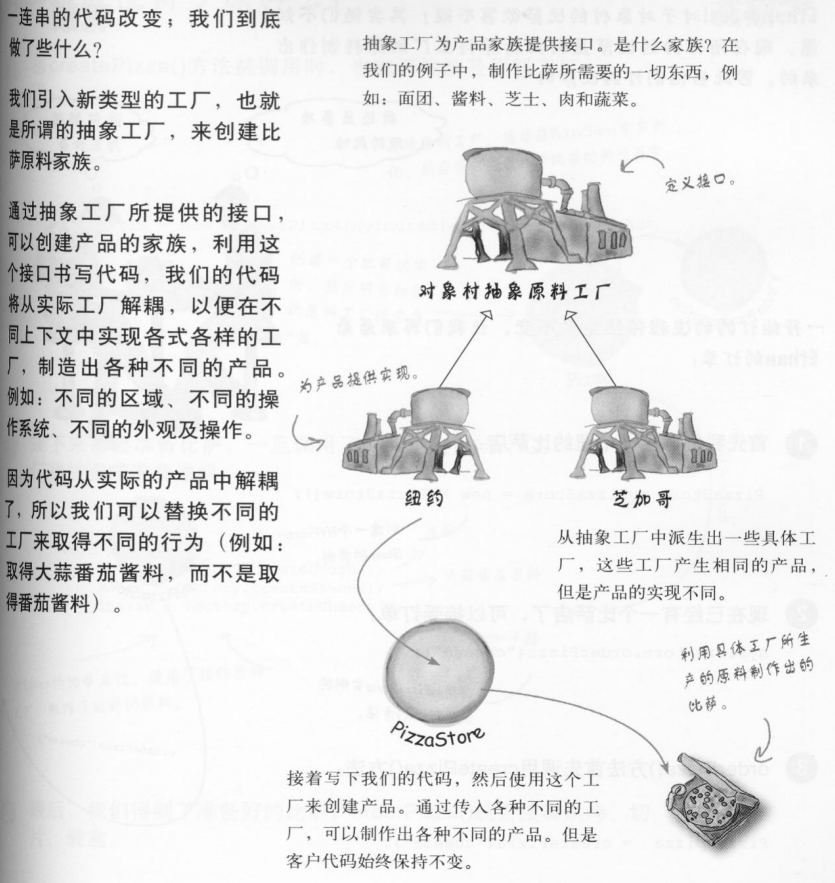 一连串的代码改变，我们到底
做了些什么？
我们引入新类型的工厂，也就
是所谓的抽象工厂，来创建比
萨原料家族。
通过抽象工厂所提供的接口，
可以创建产品的家族，利用这
个接口书写代码，我们的代码
将从实际工厂解耦，以便在不
同上下文中实现各式各样的工
厂，制造出各种不同的产品。
例如：不同的区域、不同的操
作系统、不同的外观及操作。
因为代码从实际的产品中解耦
了，所以我们可以替换不同的
工厂来取得不同的行为（例如：
取得大蒜番茄酱料，而不是取
得番茄酱料）。
抽象工厂为产品家族提供接口。是什么家族？在
我们的例子中，制作比萨所需要的一切东西，例
如：面团、酱料、芝士、肉和蔬菜。
定义接口。
对象村抽象原料工厂
为产品提供实现。
纽约
芝加哥
从抽象工厂中派生出一些具体工
厂，这些工厂产生相同的产品，
但是产品的实现不同。
利用具体工厂所生
产的原料制作出的
比萨。
PizzaStore
接着写下我们的代码，然后使用这个工
厂来创建产品。通过传入各种不同的工
厂，可以制作出各种不同的产品。但是
客户代码始终保持不变。